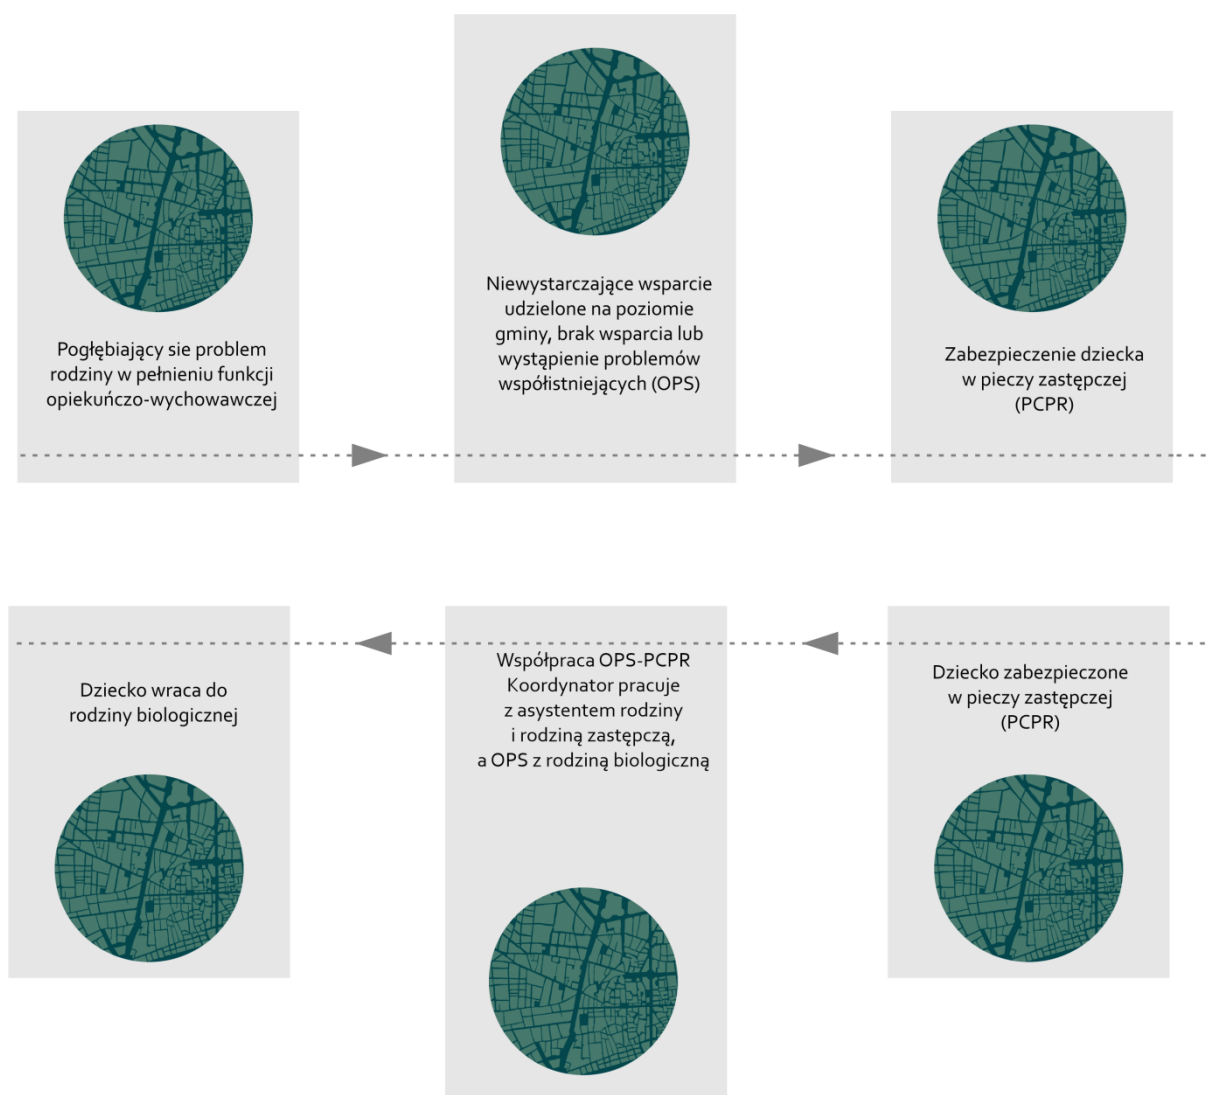 Pogłębiający sie problem
rodziny w pełnieniu funkcji
opiekuńczo-wychowawczej
Niewystarczające wsparcie
udzielone na poziomie
gminy, brak wsparcia lub
wystąpienie problemów
współistniejących (OPS)
Zabezpieczenie dziecka
w pieczy zastępczej
(PCPR)
Dziecko wraca do
rodziny biologicznej
Współpraca OPS-PCPR
Koordynator pracuje
z asystentem rodziny
i rodziną zastępczą,
a OPS z rodziną biologiczną
Dziecko zabezpieczone
w pieczy zastępczej
(PCPR)